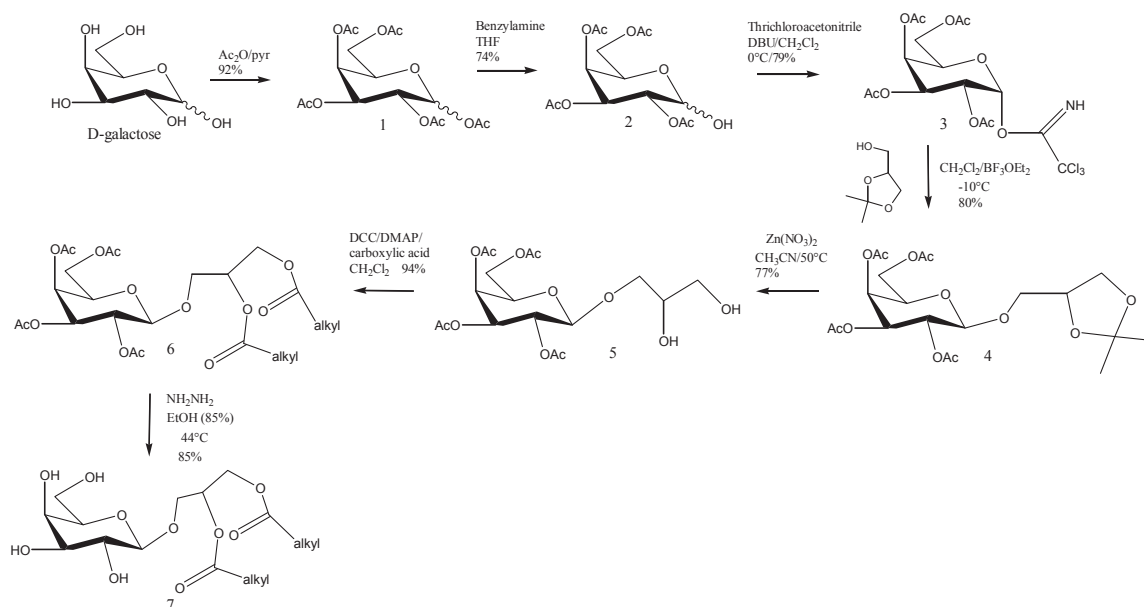 OH
OH
O
HO
OH
OH
D-galactose
Ac2O/pyr
92%
OAc
OAc
O
AcO
OAc
OAc
1
Benzylamine
THF
74%
OAc
OAc
O
AcO
OAc
OH
2
Thrichloroacetonitrile
DBU/CH2Cl2
0°C/79%
OAc
OAc
O
AcO
OAc
O
NH
CCl3
3
HO
O
O
CH2Cl2/BF3OEt2
-10°C
80%
OAc
OAc
O
AcO
OAc
O
O
O
4
Zn(NO3)2
CH3CN/50°C
77%
OAc
OAc
O
O
AcO
OAc
OH
OH
5
DCC/DMAP/
carboxylic acid
CH2Cl2 94%
OAc
OAc
O
O
AcO
OAc
O
O
alkyl
O
O
alkyl
6
NH2NH2
EtOH (85%)
44°C
85%
OH
OH
O
O
HO
OH
O
O
alkyl
O
O
alkyl
7